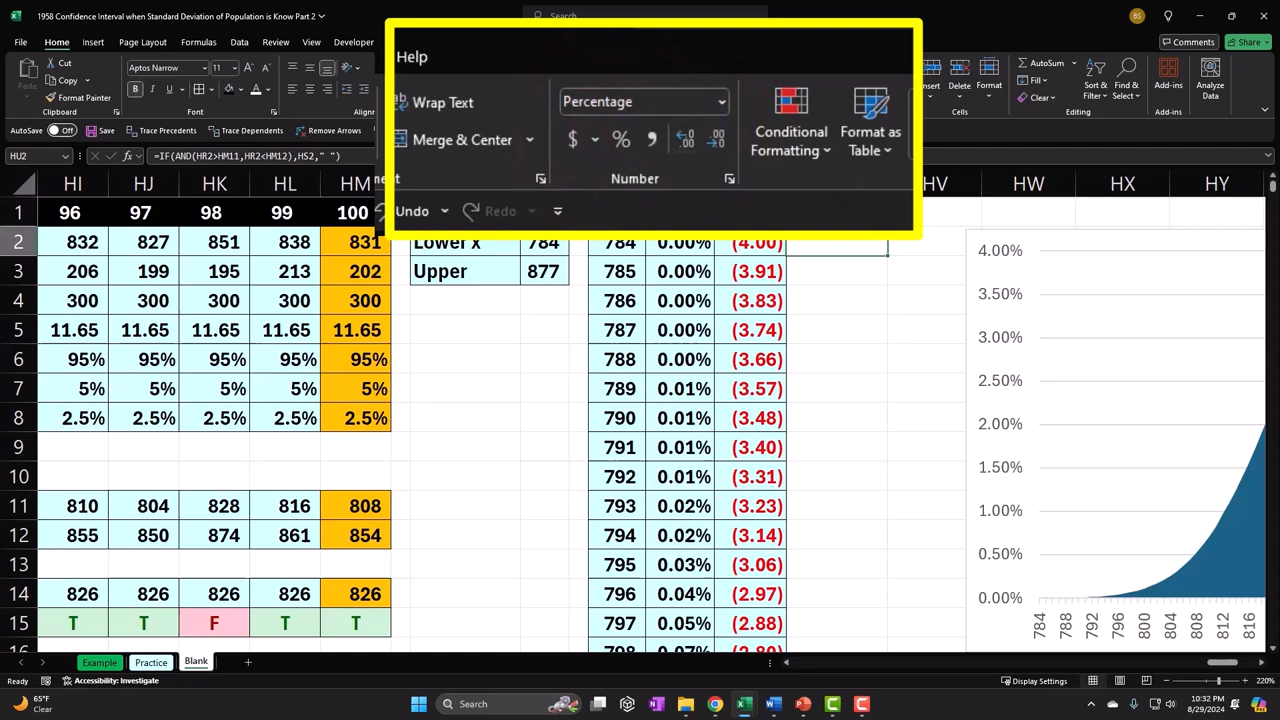 1958 Confidence Interval when Standard Deviation of Population is Know Part 2
Search
BS
File Home Insert Page Layout Formulas Data Review View Developer
Help
Comments Share
Cut
Copy
Format Painter
Paste
Clipboard
Aptos Narrow 11
B I U
Font
Wrap Text
Merge & Center
Percentage
$ % , .00
Number
Conditional Formatting
Format as Table
Cells
Format
AutoSum
Fill
Clear
Sort & Filter
Find & Select
Editing
Add-ins
Add-ins
Analyze Data
AutoSave Off Save Trace Precedents Trace Dependents Remove Arrows
Undo Redo
HU2 fx =IF(AND(HR2>HM11,HR2<HM12),HS2," ")
HI HJ HK HL HM HV HW HX HY
1 96 97 98 99 100
2 832 827 851 838 831 Lower x 784 784 0.00% (4.00)
3 206 199 195 213 202 Upper 877 785 0.00% (3.91)
4 300 300 300 300 300 786 0.00% (3.83)
5 11.65 11.65 11.65 11.65 11.65 787 0.00% (3.74)
6 95% 95% 95% 95% 95% 788 0.00% (3.66)
7 5% 5% 5% 5% 5% 789 0.01% (3.57)
8 2.5% 2.5% 2.5% 2.5% 2.5% 790 0.01% (3.48)
9 791 0.01% (3.40)
10 792 0.01% (3.31)
11 810 804 828 816 808 793 0.02% (3.23)
12 855 850 874 861 854 794 0.02% (3.14)
13 795 0.03% (3.06)
14 826 826 826 826 826 796 0.04% (2.97)
15 T T F T T 797 0.05% (2.88)
16 798 0.07% (2.80)
4.00%
3.50%
3.00%
2.50%
2.00%
1.50%
1.00%
0.50%
0.00%
784 788 792 796 800 804 808 812 816
Example Practice Blank
Ready Accessibility: Investigate Display Settings 220%
65°F
Clear
Search
10:32 PM
8/29/2024